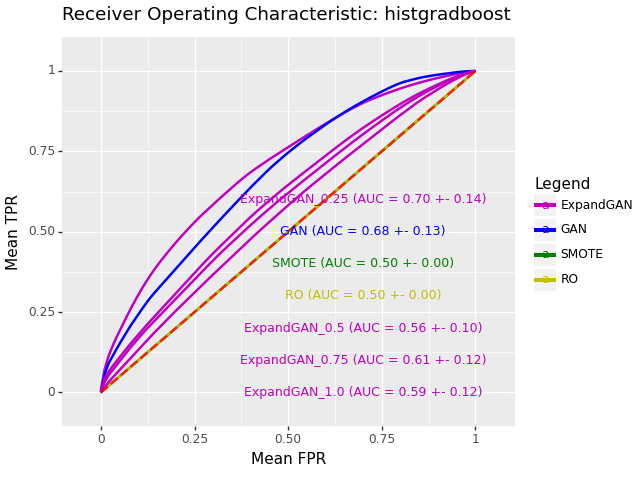 Receiver Operating Characteristic: histgradboost
1
0.75
0.50
0.25
0
Mean TPR
ExpandGAN_0.25 (AUC = 0.70 +- 0.14)
GAN (AUC = 0.68 +- 0.13)
SMOTE (AUC = 0.50 +- 0.00)
RO (AUC = 0.50 +- 0.00)
ExpandGAN_0.5 (AUC = 0.56 +- 0.10)
ExpandGAN_0.75 (AUC = 0.61 +- 0.12)
ExpandGAN_1.0 (AUC = 0.59 +- 0.12)
0 0.25 0.50 0.75 1
Mean FPR
Legend
a ExpandGAN
a GAN
a SMOTE
a RO